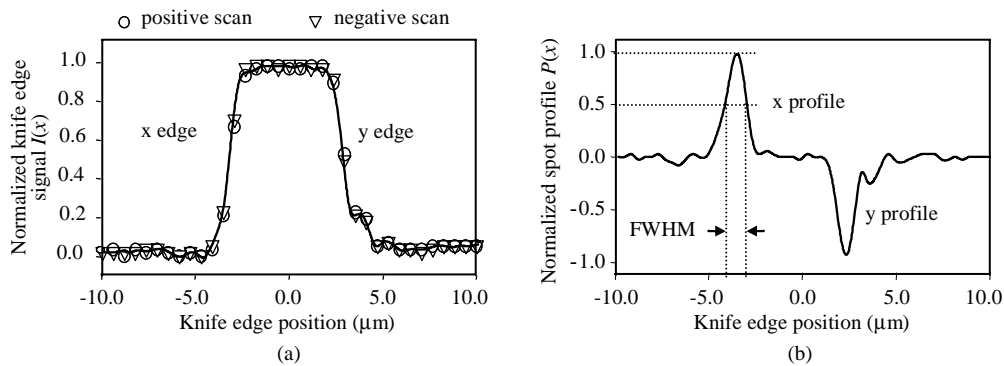 positive scan
negative scan
Normalized knife edge
signal I(x)
1.0
0.8
0.6
0.4
0.2
0.0
x edge
y edge
-10.0
-5.0
0.0
5.0
10.0
Knife edge position (µm)
(a)
Normalized spot profile P(x)
1.0
0.5
0.0
-0.5
-1.0
x profile
y profile
FWHM
-10.0
-5.0
0.0
5.0
10.0
Knife edge position (µm)
(b)